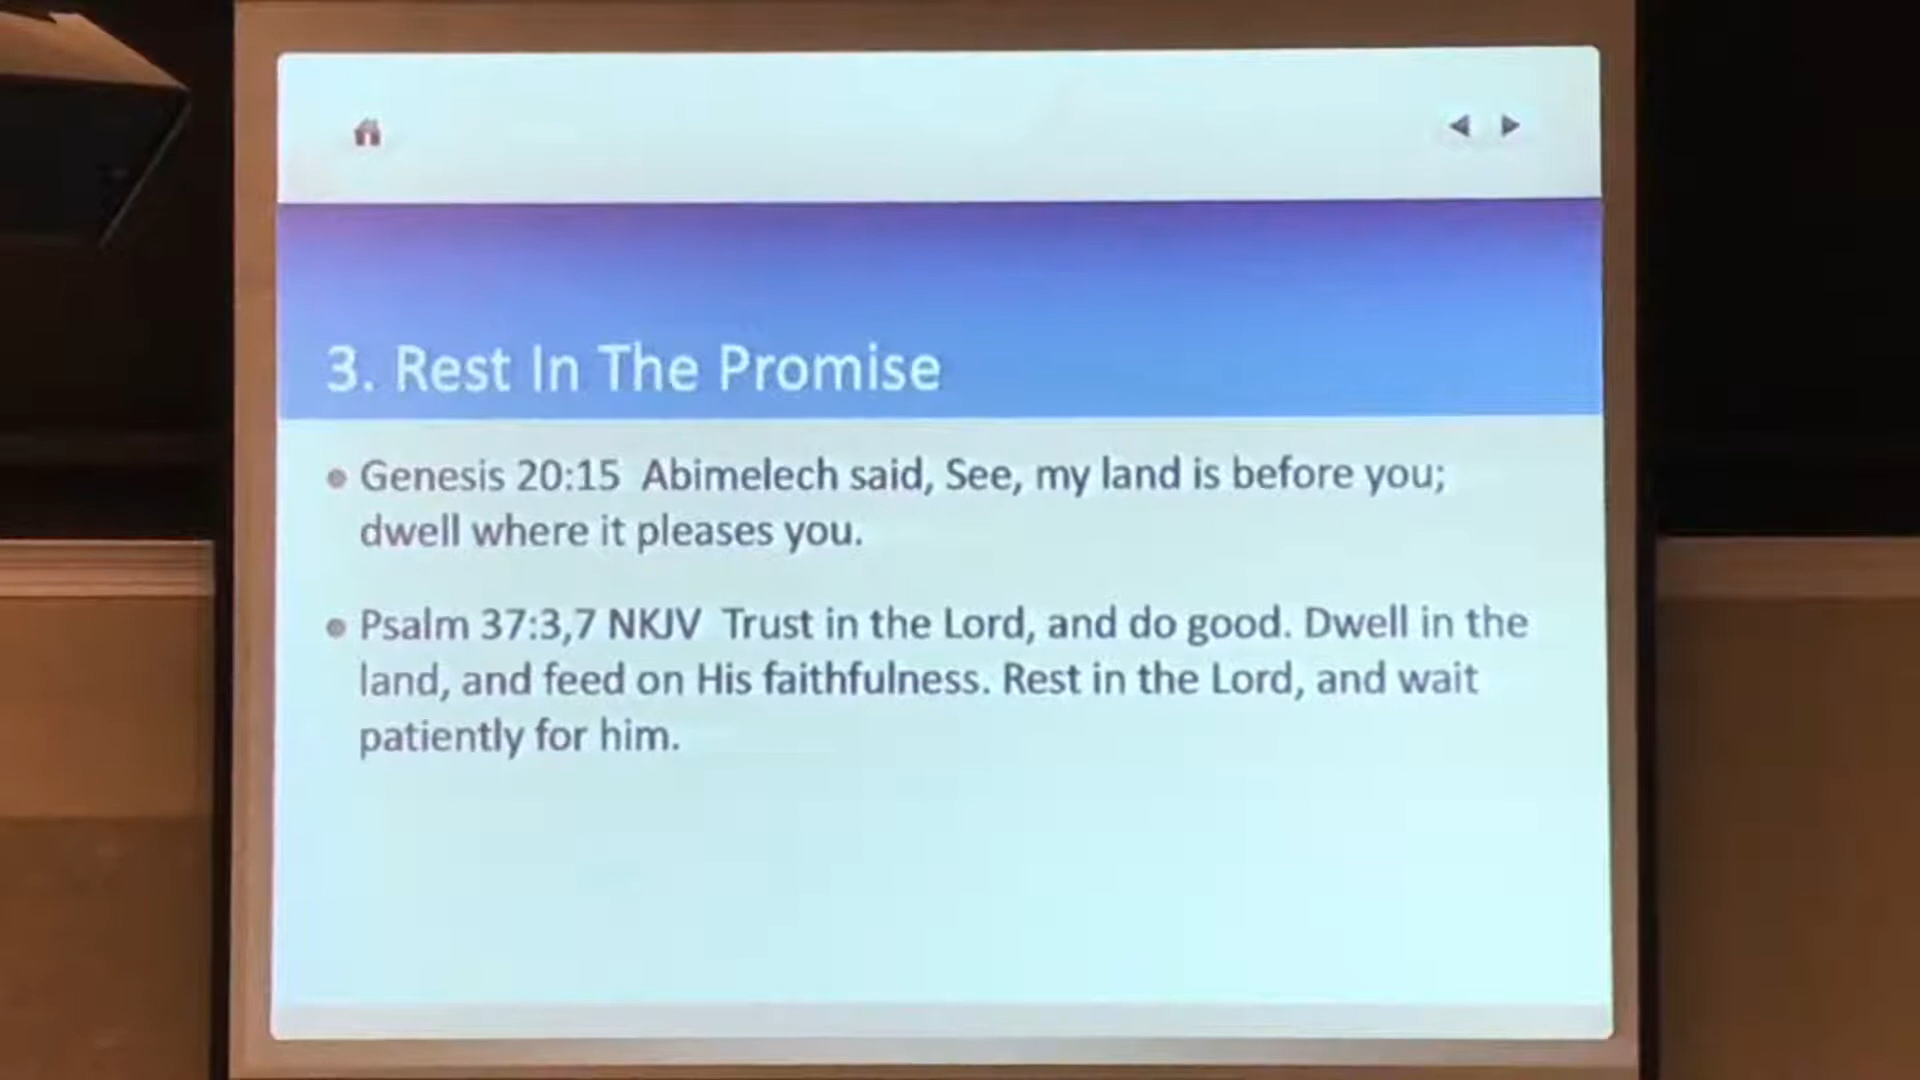 3. Rest In The Promise
Genesis 20:15 Abimelech said, See, my land is before you;
dwell where it pleases you.
Psalm 37:3,7 NKJV Trust in the Lord, and do good. Dwell in the
land, and feed on His faithfulness. Rest in the Lord, and wait
patiently for him.